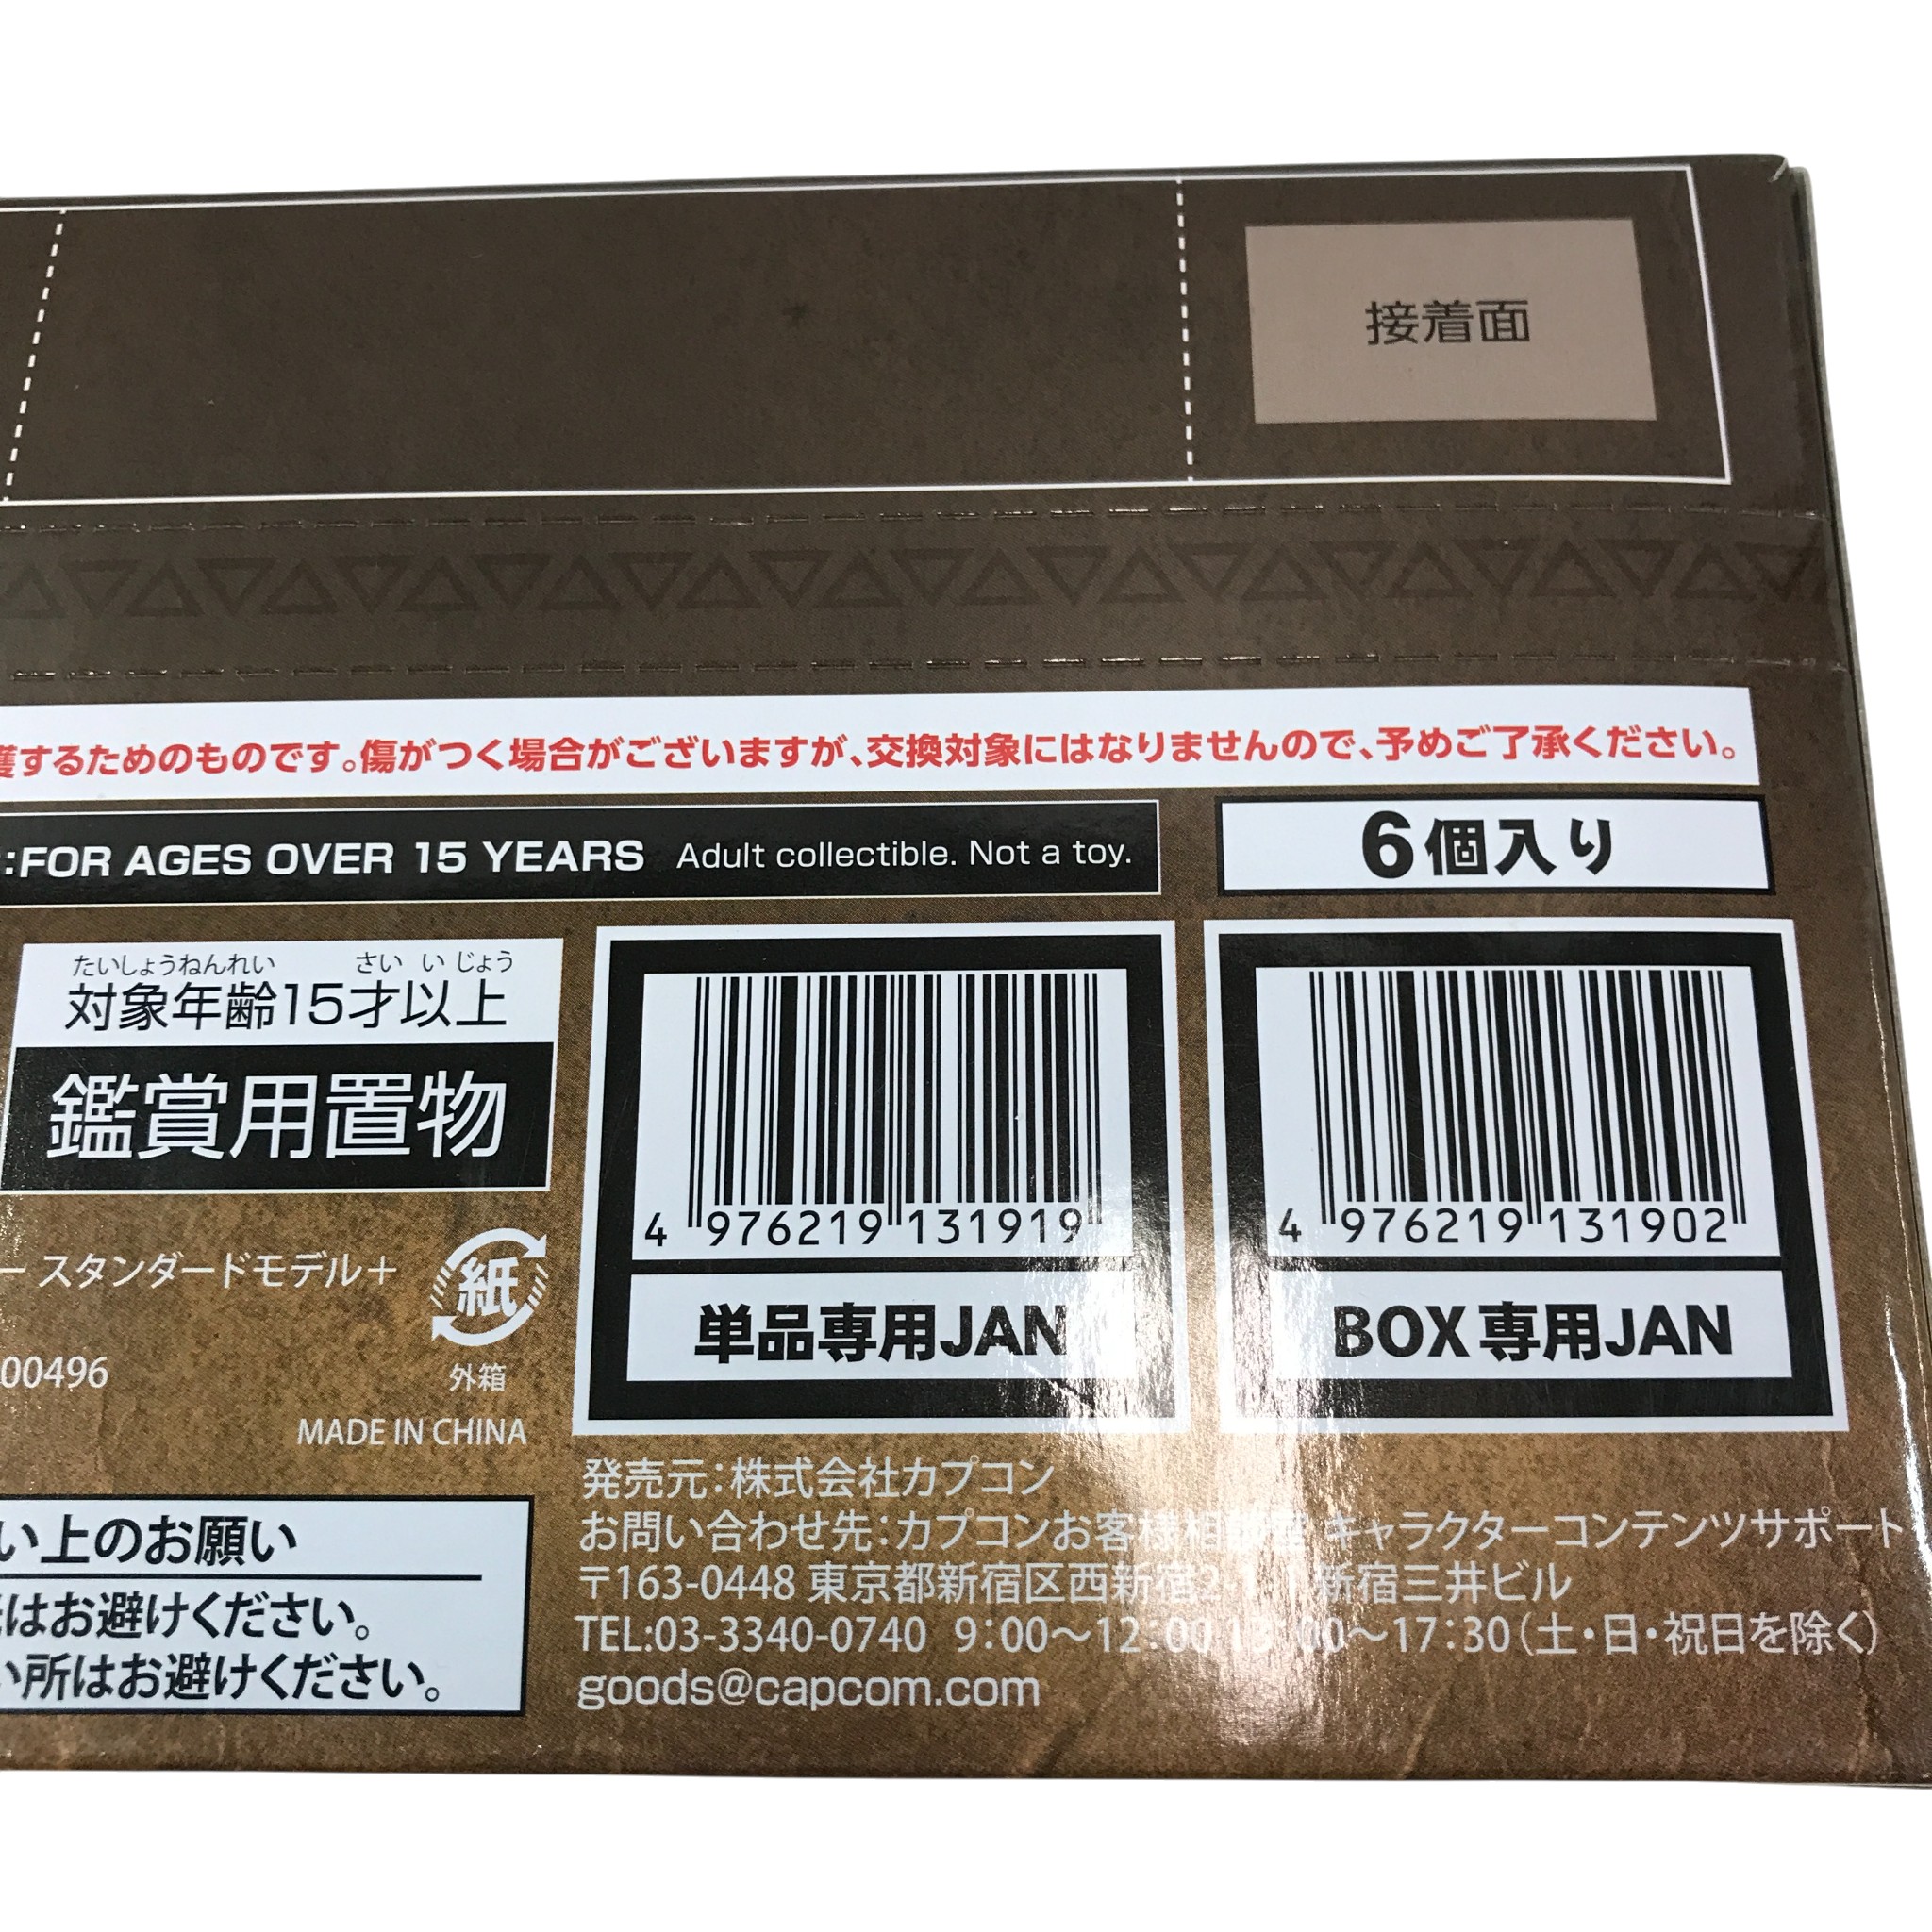 接着面
するためのものです。傷がつく場合がございますが、交換対象にはなりませんので、予めご了承ください。
:FOR AGES OVER 15 YEARS Adult collectible. Not a toy.
6個入り
たいしょうねんれい さい い じょう
対象年齢15才以上
鑑賞用置物
4 976219 131919
単品専用JAN
4 976219 131902
BOX専用JAN
ー スタンダードモデル+
紙
外箱
00496
MADE IN CHINA
い上のお願い
はお避けください。
い所はお避けください。
発売元:株式会社カプコン
お問い合わせ先:カプコンお客様相談室 キャラクターコンテンツサポート
〒163-0448 東京都新宿区西新宿 新宿三井ビル
TEL:03-3340-0740 9:00〜12:00 〜17:30(土・日・祝日を除く)
goods@capcom.com